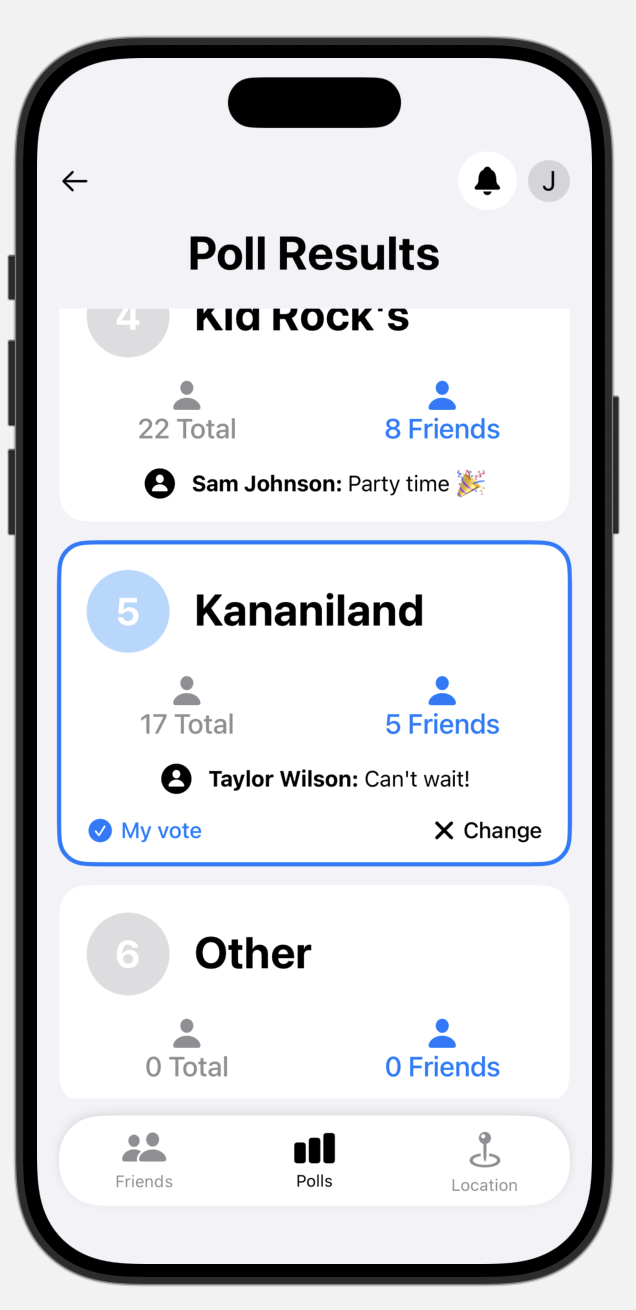 J
Poll Results
4 Kid Rock's
22 Total 8 Friends
Sam Johnson: Party time 🎉
5 Kananiland
17 Total 5 Friends
Taylor Wilson: Can't wait!
My vote Change
6 Other
0 Total 0 Friends
Friends Polls Location